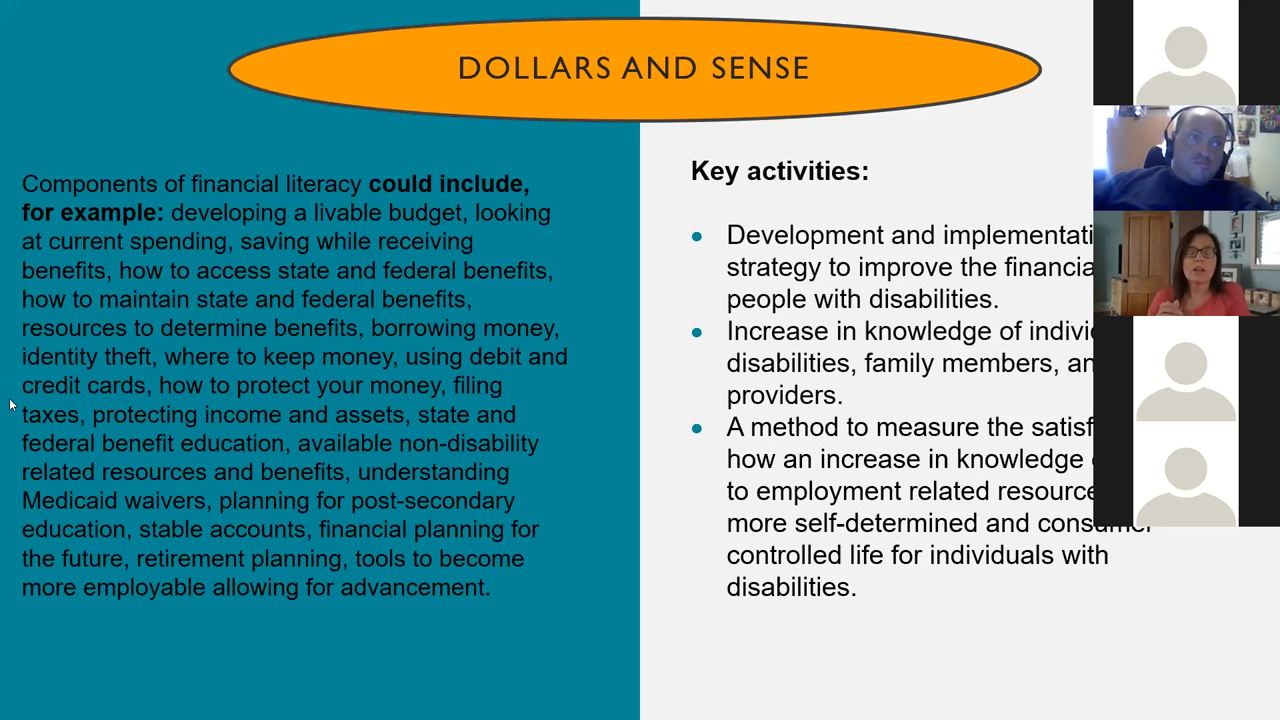 DOLLARS AND SENSE
Components of financial literacy could include,
for example: developing a livable budget, looking
at current spending, saving while receiving
benefits, how to access state and federal benefits,
how to maintain state and federal benefits,
resources to determine benefits, borrowing money,
identity theft, where to keep money, using debit and
credit cards, how to protect your money, filing
taxes, protecting income and assets, state and
federal benefit education, available non-disability
related resources and benefits, understanding
Medicaid waivers, planning for post-secondary
education, stable accounts, financial planning for
the future, retirement planning, tools to become
more employable allowing for advancement.
Key activities:
• Development and
strategy to improve the
people with disabilities.
• Increase in knowledge of
disabilities, family members,
providers.
• A method to measure the
how an increase in knowledge
to employment related
more self-determined and consumer
controlled life for individuals with
disabilities.